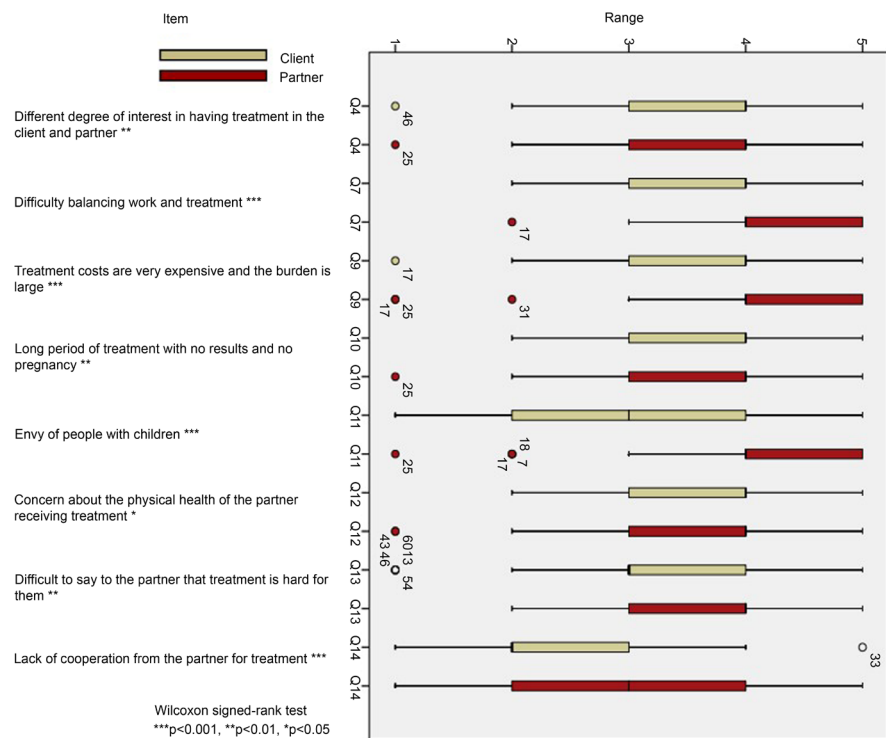 Item
Range
Client
Partner
1
2
3
4
5
Different degree of interest in having treatment in the
client and partner **
Difficulty balancing work and treatment ***
Treatment costs are very expensive and the burden is
large ***
Long period of treatment with no results and no
pregnancy **
Envy of people with children ***
Concern about the physical health of the partner
receiving treatment *
Difficult to say to the partner that treatment is hard for
them **
Lack of cooperation from the partner for treatment ***
Q4
46
Q4
25
Q7
Q7
17
Q9
17
Q9
25
17
31
Q10
Q10
25
Q11
Q11
25
18
7
17
Q12
Q12
6013
43 46
Q13
54
Q13
Q14
33
Q14
Wilcoxon signed-rank test
***p<0.001, **p<0.01, *p<0.05